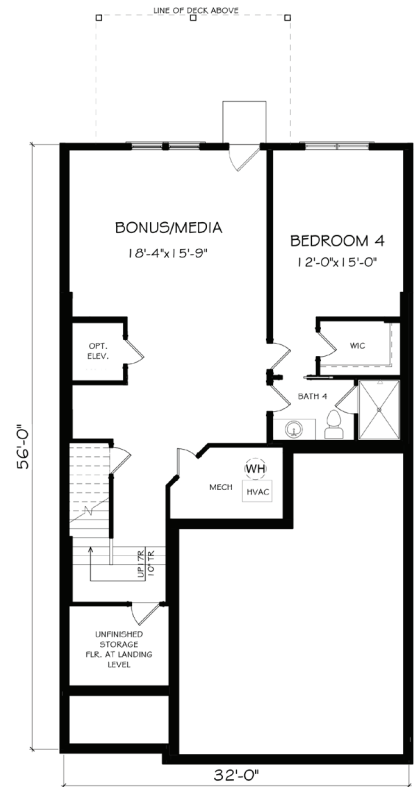 LINE OF DECK ABOVE
BONUS/MEDIA
18'-4"x15'-9"
BEDROOM 4
12'-0"x15'-0"
OPT.
ELEV.
WIC
BATH 4
WH
HVAC
MECH
56'-0"
UP 17R
10" TR
UNFINISHED
STORAGE
FLR. AT LANDING
LEVEL
32'-0"